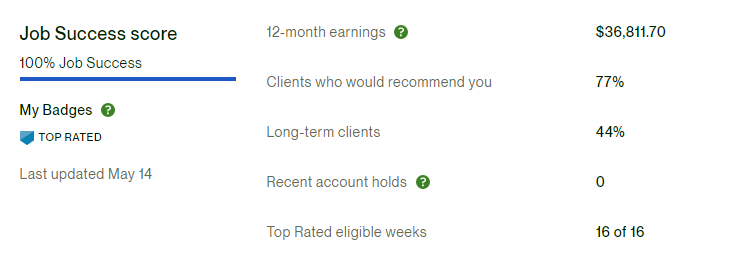 Job Success score
100% Job Success
My Badges ?
TOP RATED
Last updated May 14
12-month earnings ? $36,811.70
Clients who would recommend you 77%
Long-term clients 44%
Recent account holds ? 0
Top Rated eligible weeks 16 of 16